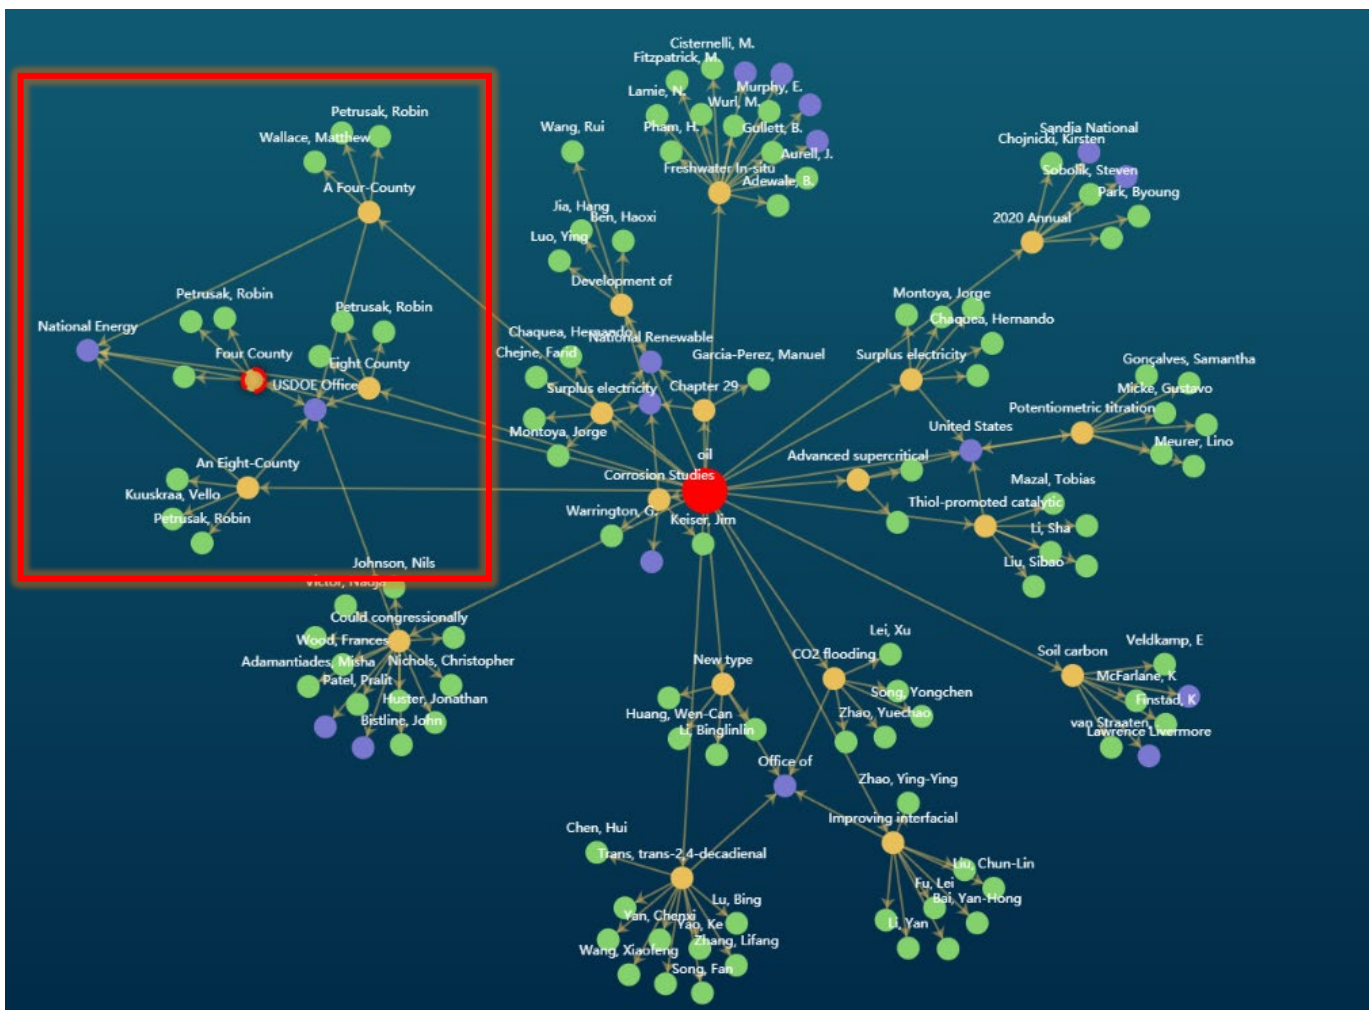 Cisternelli, M.
Fitzpatrick, M.
Murphy, E.
Lamie, N.
Wurl, M.
Petrusak, Robin
Wallace, Matthew
Wang, Rui
Pham, H.
Gullett, B.
Sandia National
Chojnicki, Kirsten
Aurell, J.
Freshwater In-situ
Adewale, B.
Sobolik, Steven
Park, Byoung
A Four-County
Jia, Hang
Ben, Haoxi
2020 Annual
Luo, Ying
Development of
Petrusak, Robin
Petrusak, Robin
Montoya, Jorge
National Energy
Chaquea, Hernando
National Renewable
Chaquea, Hernando
Four County
Eight County
Chejne, Farid
Garcia-Perez, Manuel
Surplus electricity
Gonçalves, Samantha
USDOE Office
Surplus electricity
Chapter 29
Micke, Gustavo
Potentiometric titration
Montoya, Jorge
United States
Meurer, Lino
oil
Advanced supercritical
An Eight-County
Corrosion Studies
Mazal, Tobias
Kuuskraa, Vello
Thiol-promoted catalytic
Petrusak, Robin
Warrington, G.
Keiser, Jim
Li, Sha
Johnson, Nils
Liu, Sibao
Victor, Nadja
Could congressionally
Lei, Xu
Wood, Frances
Veldkamp, E
Adamantiades, Misha
Nichols, Christopher
New type
CO2 flooding
Soil carbon
McFarlane, K
Patel, Pralit
Huster, Jonathan
Song, Yongchen
Finstad, K
Huang, Wen-Can
Zhao, Yuechao
Bistline, John
Li, Binglinlin
van Straaten,
Lawrence Livermore
Office of
Zhao, Ying-Ying
Improving interfacial
Chen, Hui
Trans, trans-2,4-decadienal
Liu, Chun-Lin
Fu, Lei
Lu, Bing
Bai, Yan-Hong
Yan, Chenxi
Yao, Ke
Li, Yan
Wang, Xiaofeng
Zhang, Lifang
Song, Fan